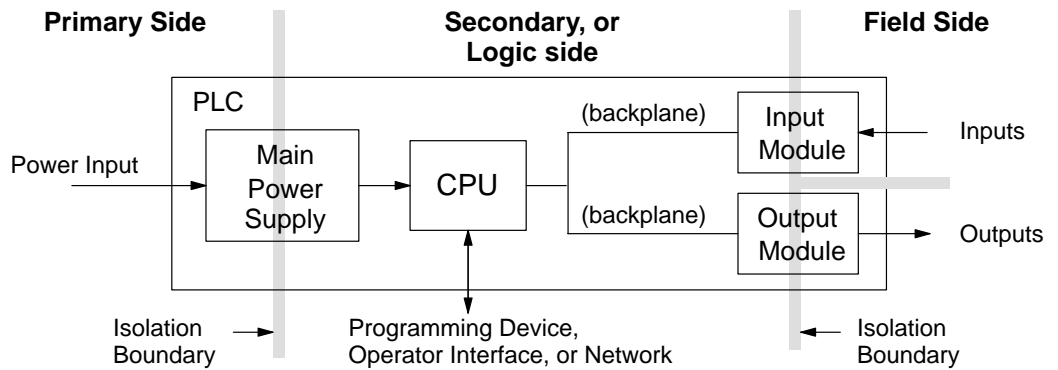 Primary Side
Secondary, or
Logic side
Field Side
PLC
(backplane)
Input
Module
Inputs
Power Input
Main
Power
Supply
CPU
(backplane)
Output
Module
Outputs
Isolation
Boundary
Programming Device,
Operator Interface, or Network
Isolation
Boundary